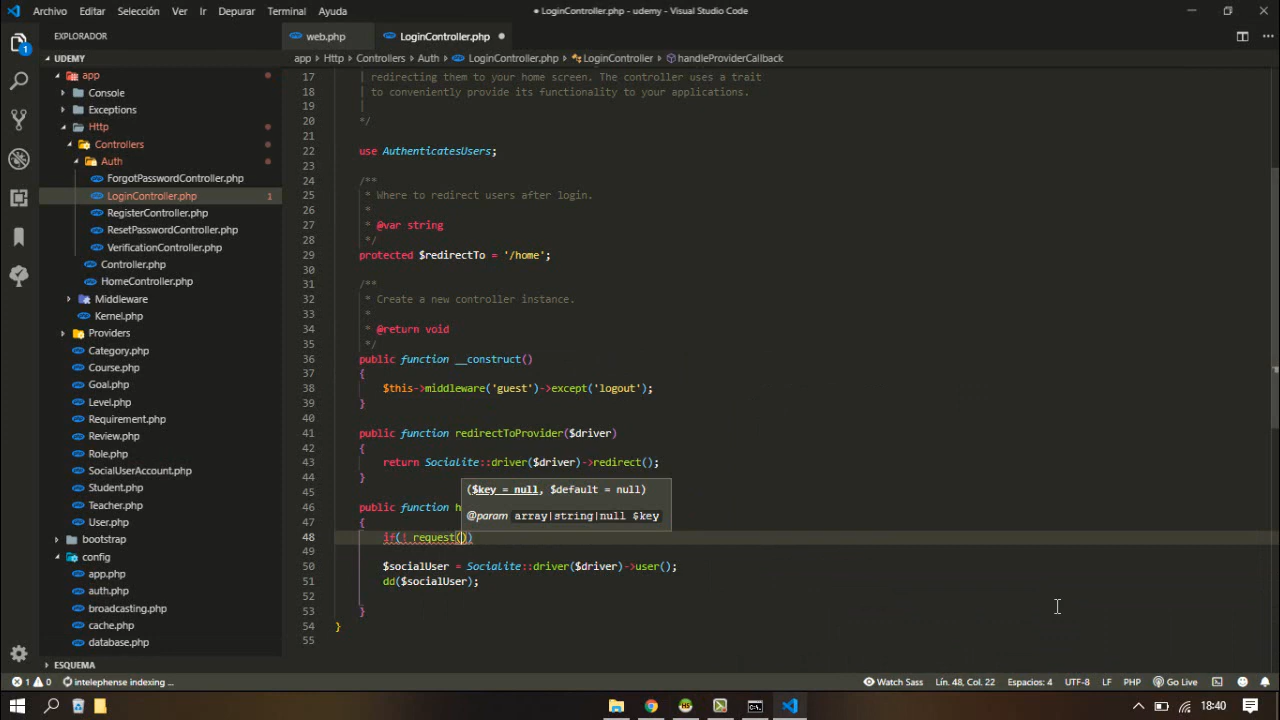 Archivo Editar Selección Ver Ir Depurar Terminal Ayuda
● LoginController.php - udemy - Visual Studio Code
EXPLORADOR
web.php
LoginController.php ●
app > Http > Controllers > Auth > LoginController.php > LoginController > handleProviderCallback
UDEMY
app
Console
Exceptions
Http
Controllers
Auth
ForgotPasswordController.php
LoginController.php 1
RegisterController.php
ResetPasswordController.php
VerificationController.php
Controller.php
HomeController.php
Middleware
Kernel.php
Providers
Category.php
Course.php
Goal.php
Level.php
Requirement.php
Review.php
Role.php
SocialUserAccount.php
Student.php
Teacher.php
User.php
bootstrap
config
app.php
auth.php
broadcasting.php
cache.php
database.php
ESQUEMA
17 | redirecting them to your home screen. The controller uses a trait
18 | to conveniently provide its functionality to your applications.
19 |
20 */
21
22 use AuthenticatesUsers;
23
24 /**
25 * Where to redirect users after login.
26 *
27 * @var string
28 */
29 protected $redirectTo = '/home';
30
31 /**
32 * Create a new controller instance.
33 *
34 * @return void
35 */
36 public function __construct()
37 {
38 $this->middleware('guest')->except('logout');
39 }
40
41 public function redirectToProvider($driver)
42 {
43 return Socialite::driver($driver)->redirect();
44 }
45
($key = null, $default = null)
@param array|string|null $key
46 public function h
47 {
48 if(! request())
49
50 $socialUser = Socialite::driver($driver)->user();
51 dd($socialUser);
52
53 }
54 }
55
1 0 intelephense indexing ...
Watch Sass Lín. 48, Col. 22 Espacios: 4 UTF-8 LF PHP Go Live
18:40